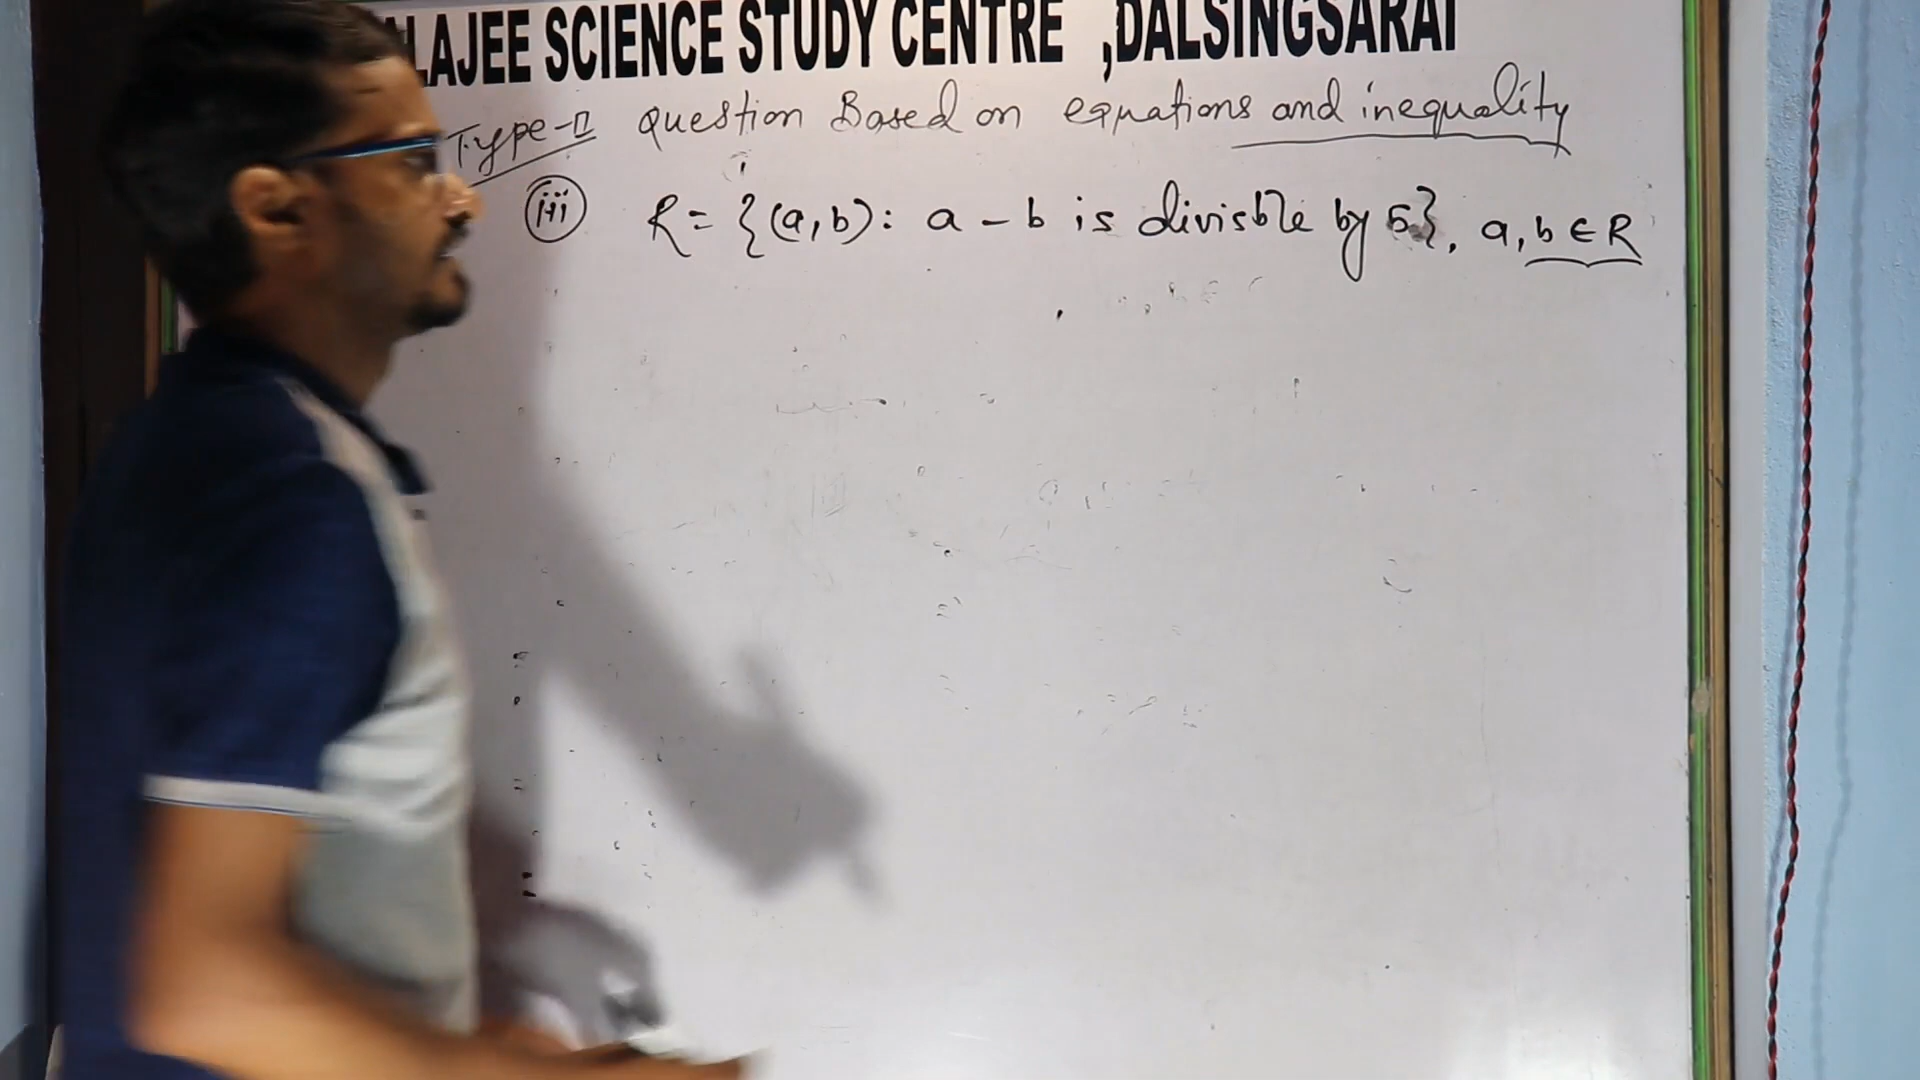 LAJEE SCIENCE STUDY CENTRE ,DALSINGSARAI
Type-II Question Based on equations and inequality
(iii) R = {(a,b): a - b is divisble by 5}, a,b ∈ R